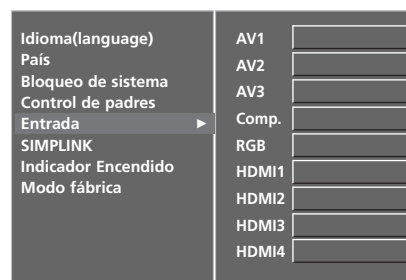 Idioma(language)
País
Bloqueo de sistema
Control de padres
Entrada ►
SIMPLINK
Indicador Encendido
Modo fábrica
AV1
AV2
AV3
Comp.
RGB
HDMI1
HDMI2
HDMI3
HDMI4